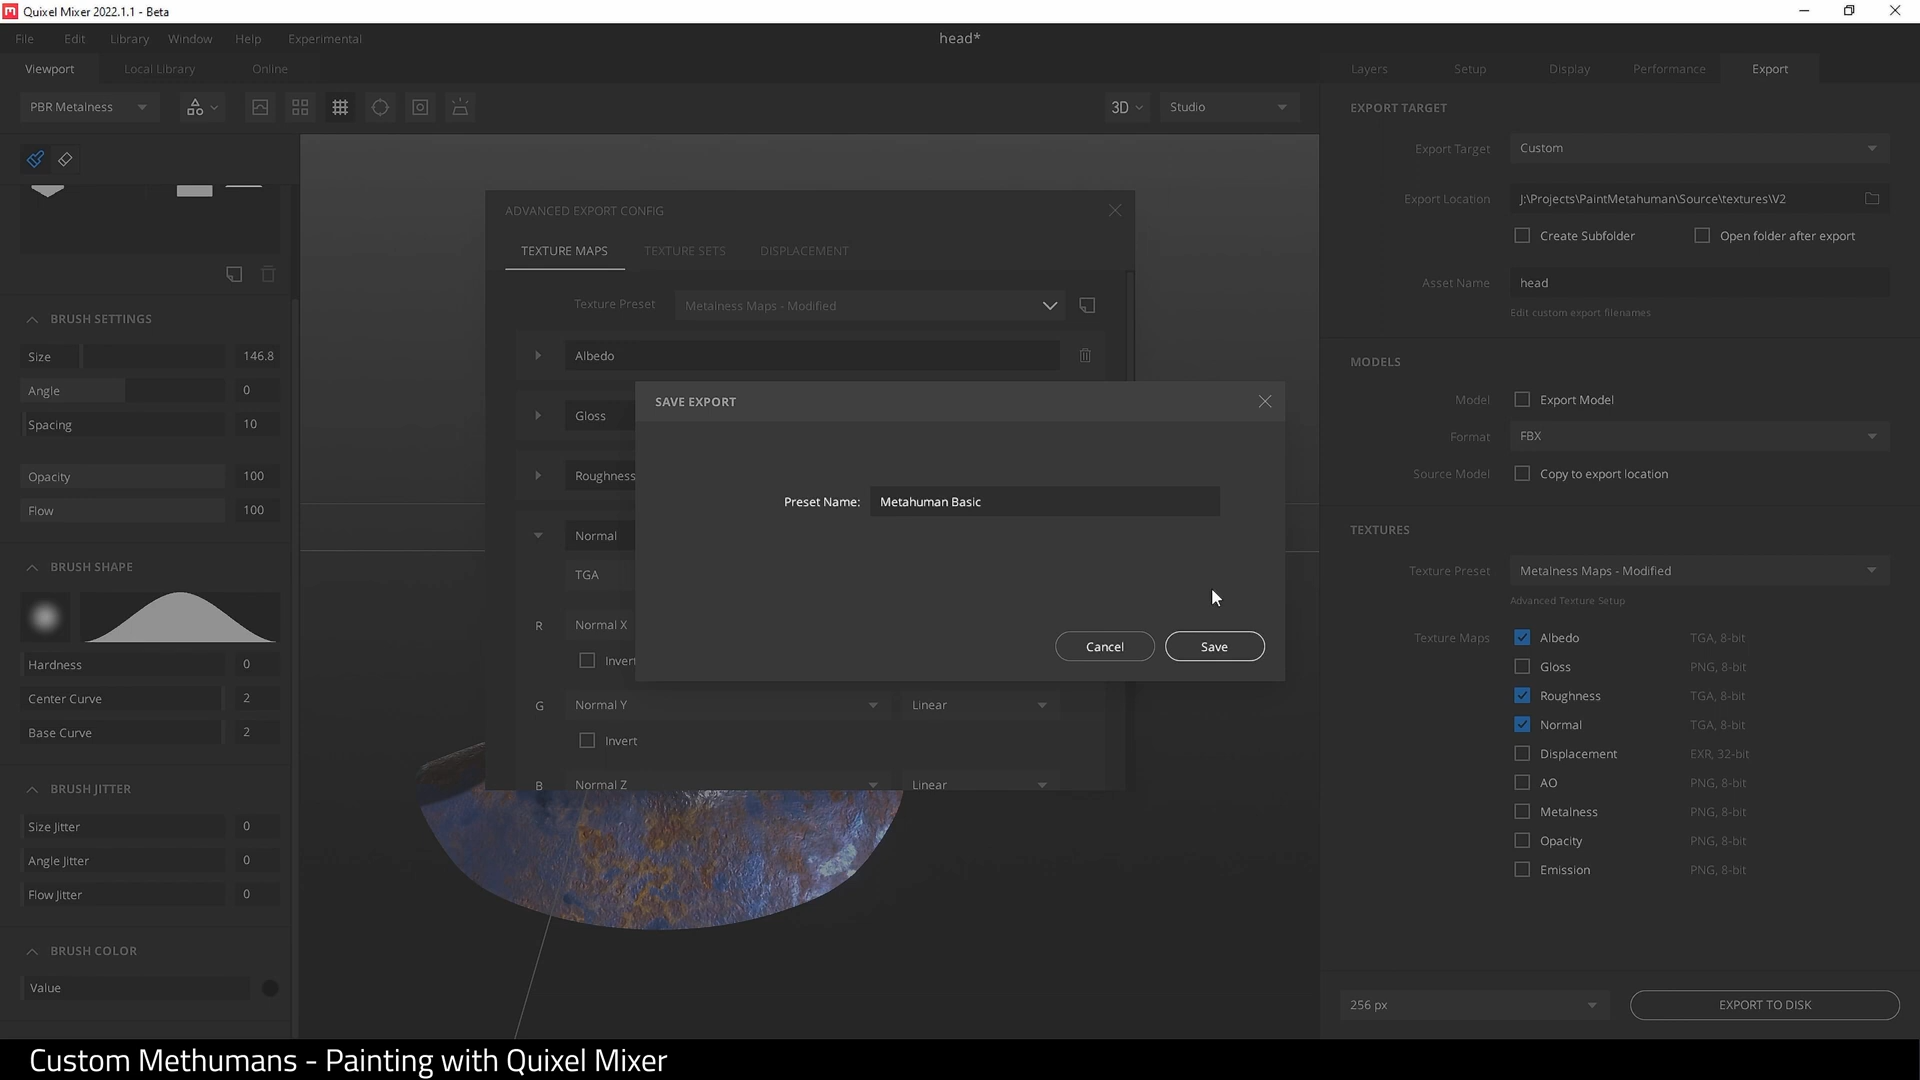 Quixel Mixer 2022.1.1 - Beta
File Edit Library Window Help Experimental
head*
Viewport Local Library Online
Layers Setup Display Performance Export
PBR Metalness
3D
Studio
BRUSH SETTINGS
Size 146.8
Angle 0
Spacing 10
Opacity 100
Flow 100
BRUSH SHAPE
Hardness 0
Center Curve 2
Base Curve 2
BRUSH JITTER
Size Jitter 0
Angle Jitter 0
Flow Jitter 0
BRUSH COLOR
Value
ADVANCED EXPORT CONFIG
TEXTURE MAPS TEXTURE SETS DISPLACEMENT
Texture Preset Metalness Maps - Modified
Albedo
Gloss
Roughness
Normal
TGA
R Normal X
Invert
G Normal Y Linear
Invert
B Normal Z Linear
SAVE EXPORT
Preset Name: Metahuman Basic
Cancel Save
EXPORT TARGET
Export Target Custom
Export Location J:\Projects\PaintMetahuman\Source\textures\V2
Create Subfolder Open folder after export
Asset Name head
Edit custom export filenames
MODELS
Model Export Model
Format FBX
Source Model Copy to export location
TEXTURES
Texture Preset Metalness Maps - Modified
Advanced Texture Setup
Texture Maps Albedo TGA, 8-bit
Gloss PNG, 8-bit
Roughness TGA, 8-bit
Normal TGA, 8-bit
Displacement EXR, 32-bit
AO PNG, 8-bit
Metalness PNG, 8-bit
Opacity PNG, 8-bit
Emission PNG, 8-bit
256 px EXPORT TO DISK
Custom Methumans - Painting with Quixel Mixer